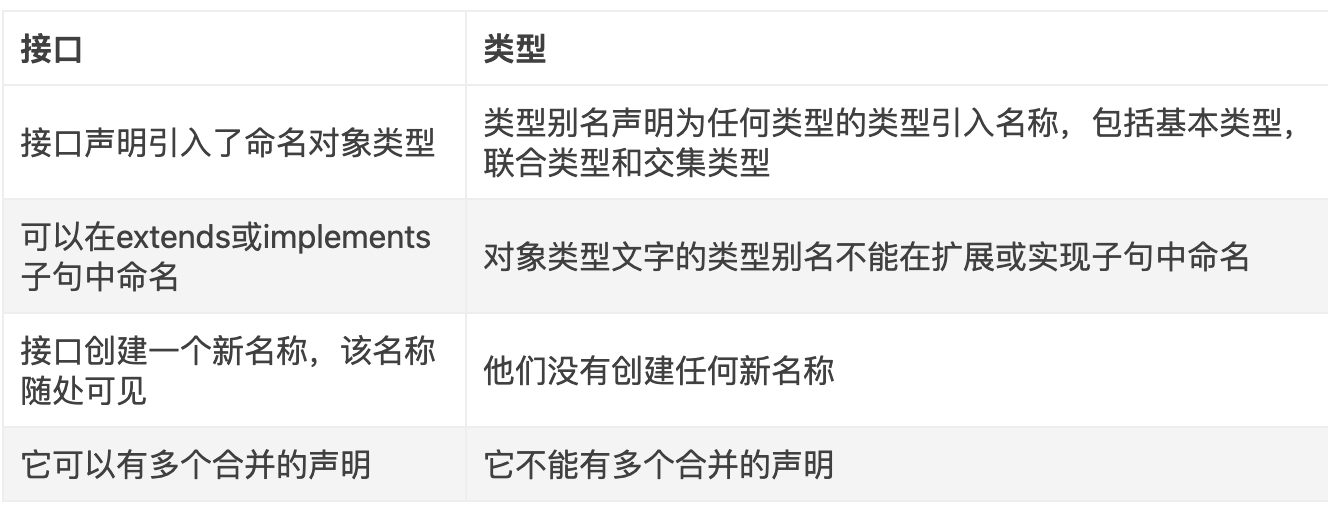 接口
类型
接口声明引入了命名对象类型
类型别名声明为任何类型的类型引入名称，包括基本类型，
联合类型和交集类型
可以在extends或implements
子句中命名
对象类型文字的类型别名不能在扩展或实现子句中命名
接口创建一个新名称，该名称
随处可见
他们没有创建任何新名称
它可以有多个合并的声明
它不能有多个合并的声明